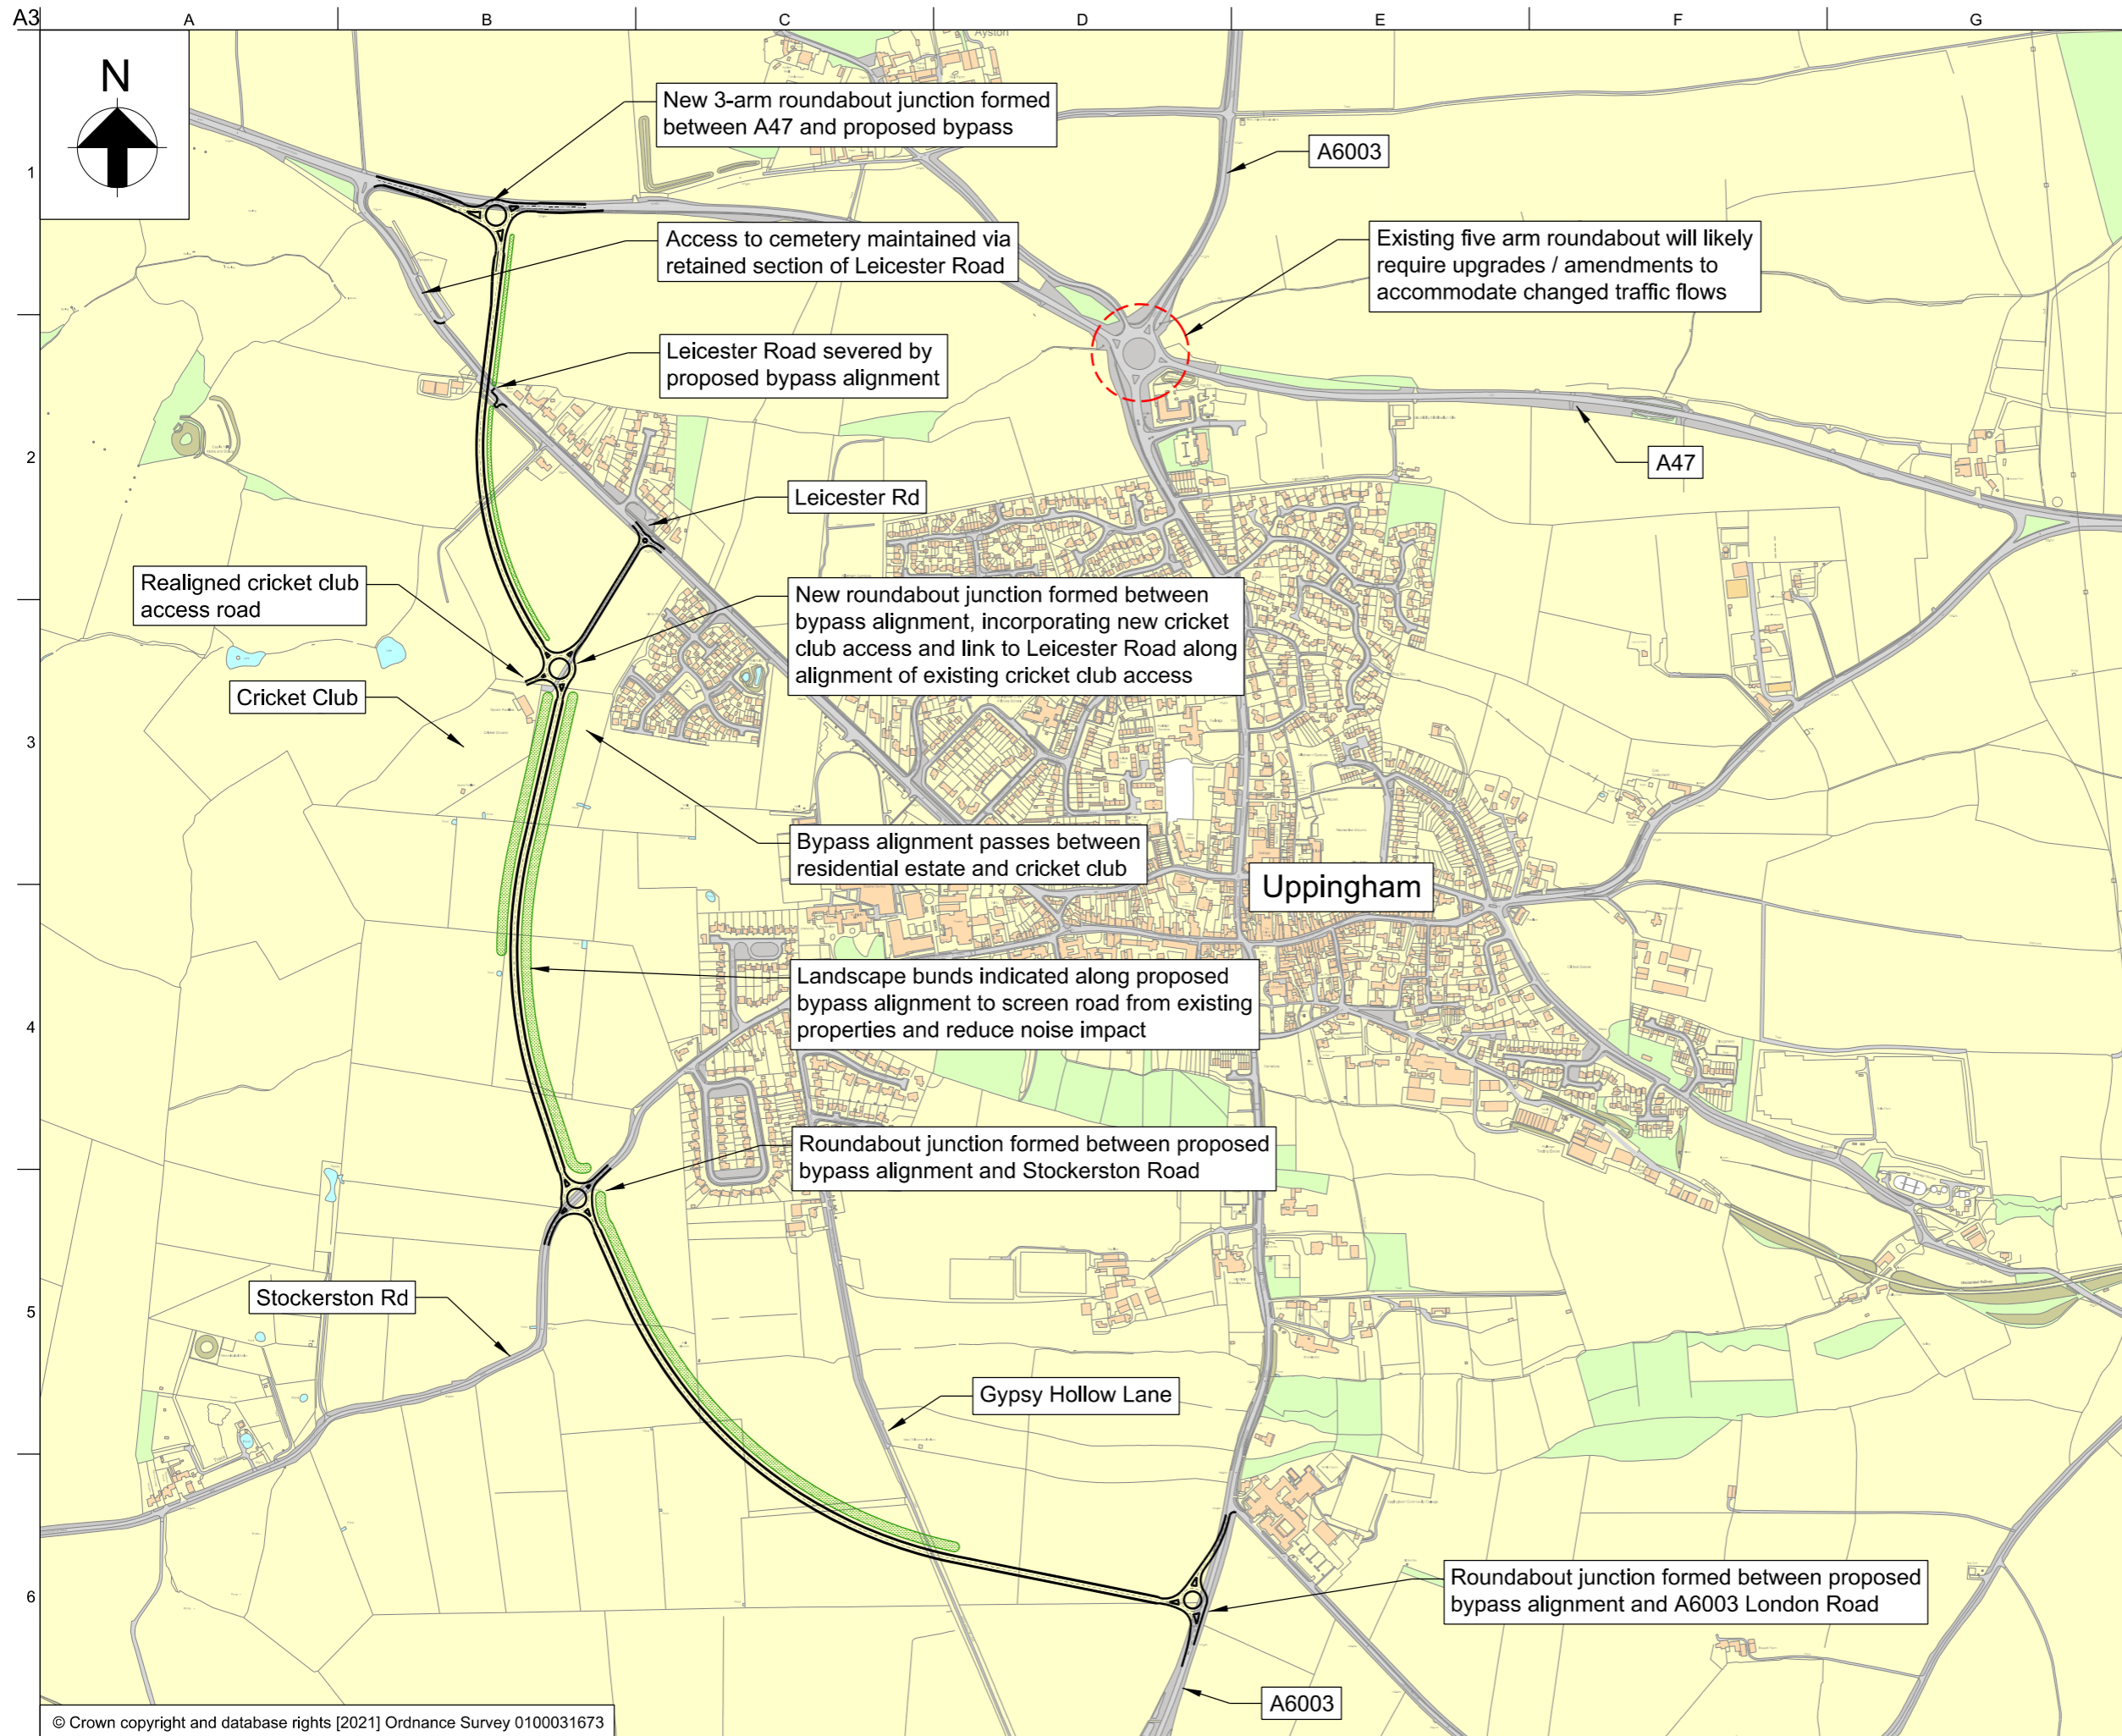 A3
A
B
C
D
E
F
G
N
Ayston
New 3-arm roundabout junction formed
between A47 and proposed bypass
A6003
1
Access to cemetery maintained via
retained section of Leicester Road
Existing five arm roundabout will likely
require upgrades / amendments to
accommodate changed traffic flows
Leicester Road severed by
proposed bypass alignment
2
A47
Leicester Rd
Realigned cricket club
access road
New roundabout junction formed between
bypass alignment, incorporating new cricket
club access and link to Leicester Road along
alignment of existing cricket club access
Cricket Club
3
Bypass alignment passes between
residential estate and cricket club
Uppingham
Landscape bunds indicated along proposed
bypass alignment to screen road from existing
properties and reduce noise impact
4
Roundabout junction formed between proposed
bypass alignment and Stockerston Road
Stockerston Rd
5
Gypsy Hollow Lane
6
Roundabout junction formed between proposed
bypass alignment and A6003 London Road
A6003
© Crown copyright and database rights [2021] Ordnance Survey 0100031673